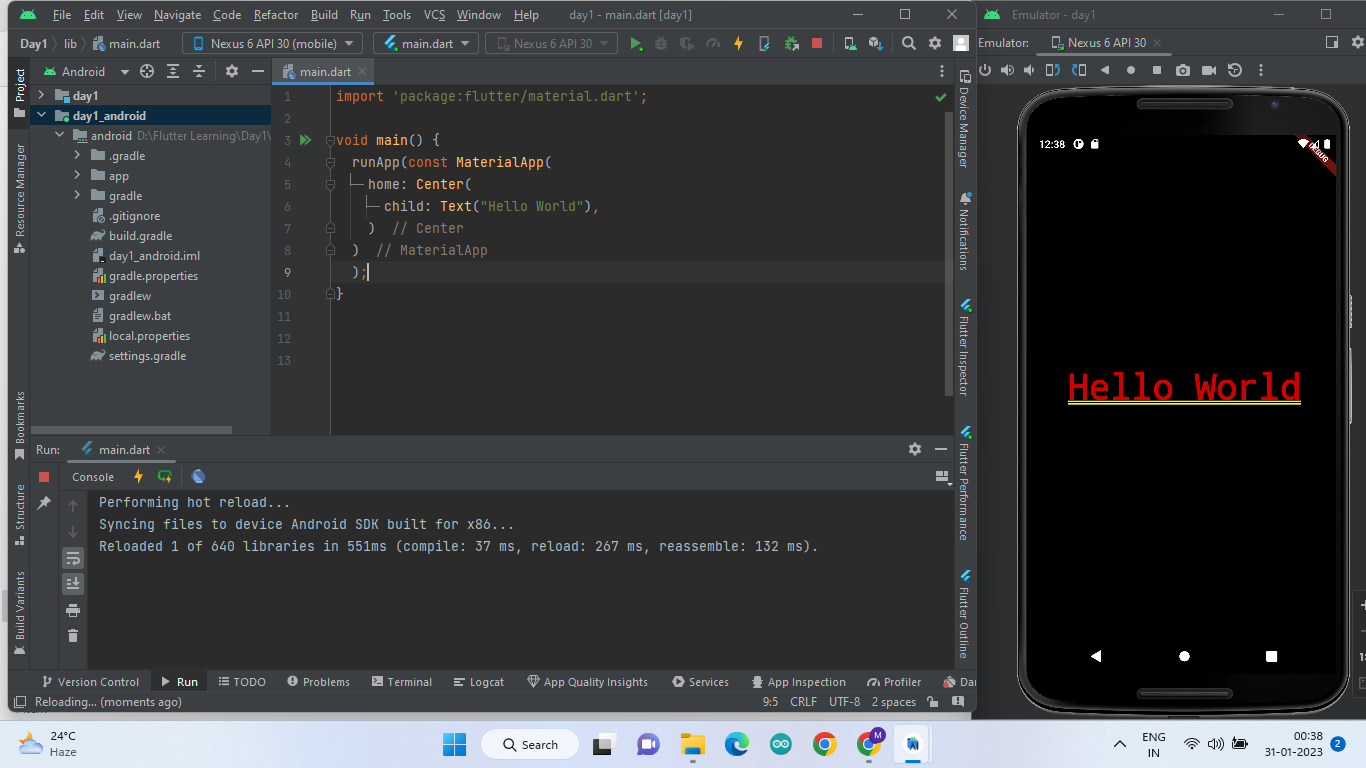 File Edit View Navigate Code Refactor Build Run Tools VCS Window Help day1 - main.dart [day1]
Emulator - day1
Day1 lib main.dart Nexus 6 API 30 (mobile) main.dart Nexus 6 API 30
Emulator: Nexus 6 API 30
Project
Android
main.dart
day1
day1_android
android D:\Flutter Learning\Day1\
.gradle
app
gradle
.gitignore
build.gradle
day1_android.iml
gradle.properties
gradlew
gradlew.bat
local.properties
settings.gradle
Resource Manager
Bookmarks
Structure
Build Variants
1 import 'package:flutter/material.dart';
2
3 void main() {
4 runApp(const MaterialApp(
5 home: Center(
6 child: Text("Hello World"),
7 ) // Center
8 ) // MaterialApp
9 );
10 }
11
12
13
Device Manager
Notifications
Flutter Inspector
Flutter Performance
Flutter Outline
12:38
DEBUG
Hello World
Run: main.dart
Console
Performing hot reload...
Syncing files to device Android SDK built for x86...
Reloaded 1 of 640 libraries in 551ms (compile: 37 ms, reload: 267 ms, reassemble: 132 ms).
Version Control Run TODO Problems Terminal Logcat App Quality Insights Services App Inspection Profiler Dar
Reloading... (moments ago) 9:5 CRLF UTF-8 2 spaces
24°C
Haze
Search
M
ENG
IN
00:38
31-01-2023
2